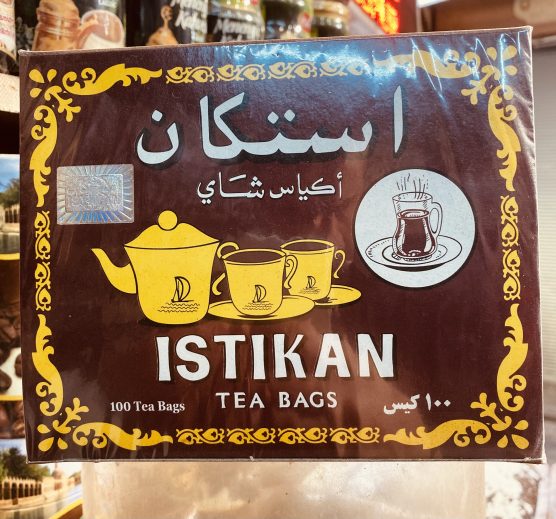 استكان
أكياس شاي
ISTIKAN
TEA BAGS
100 Tea Bags
١٠٠ كيس